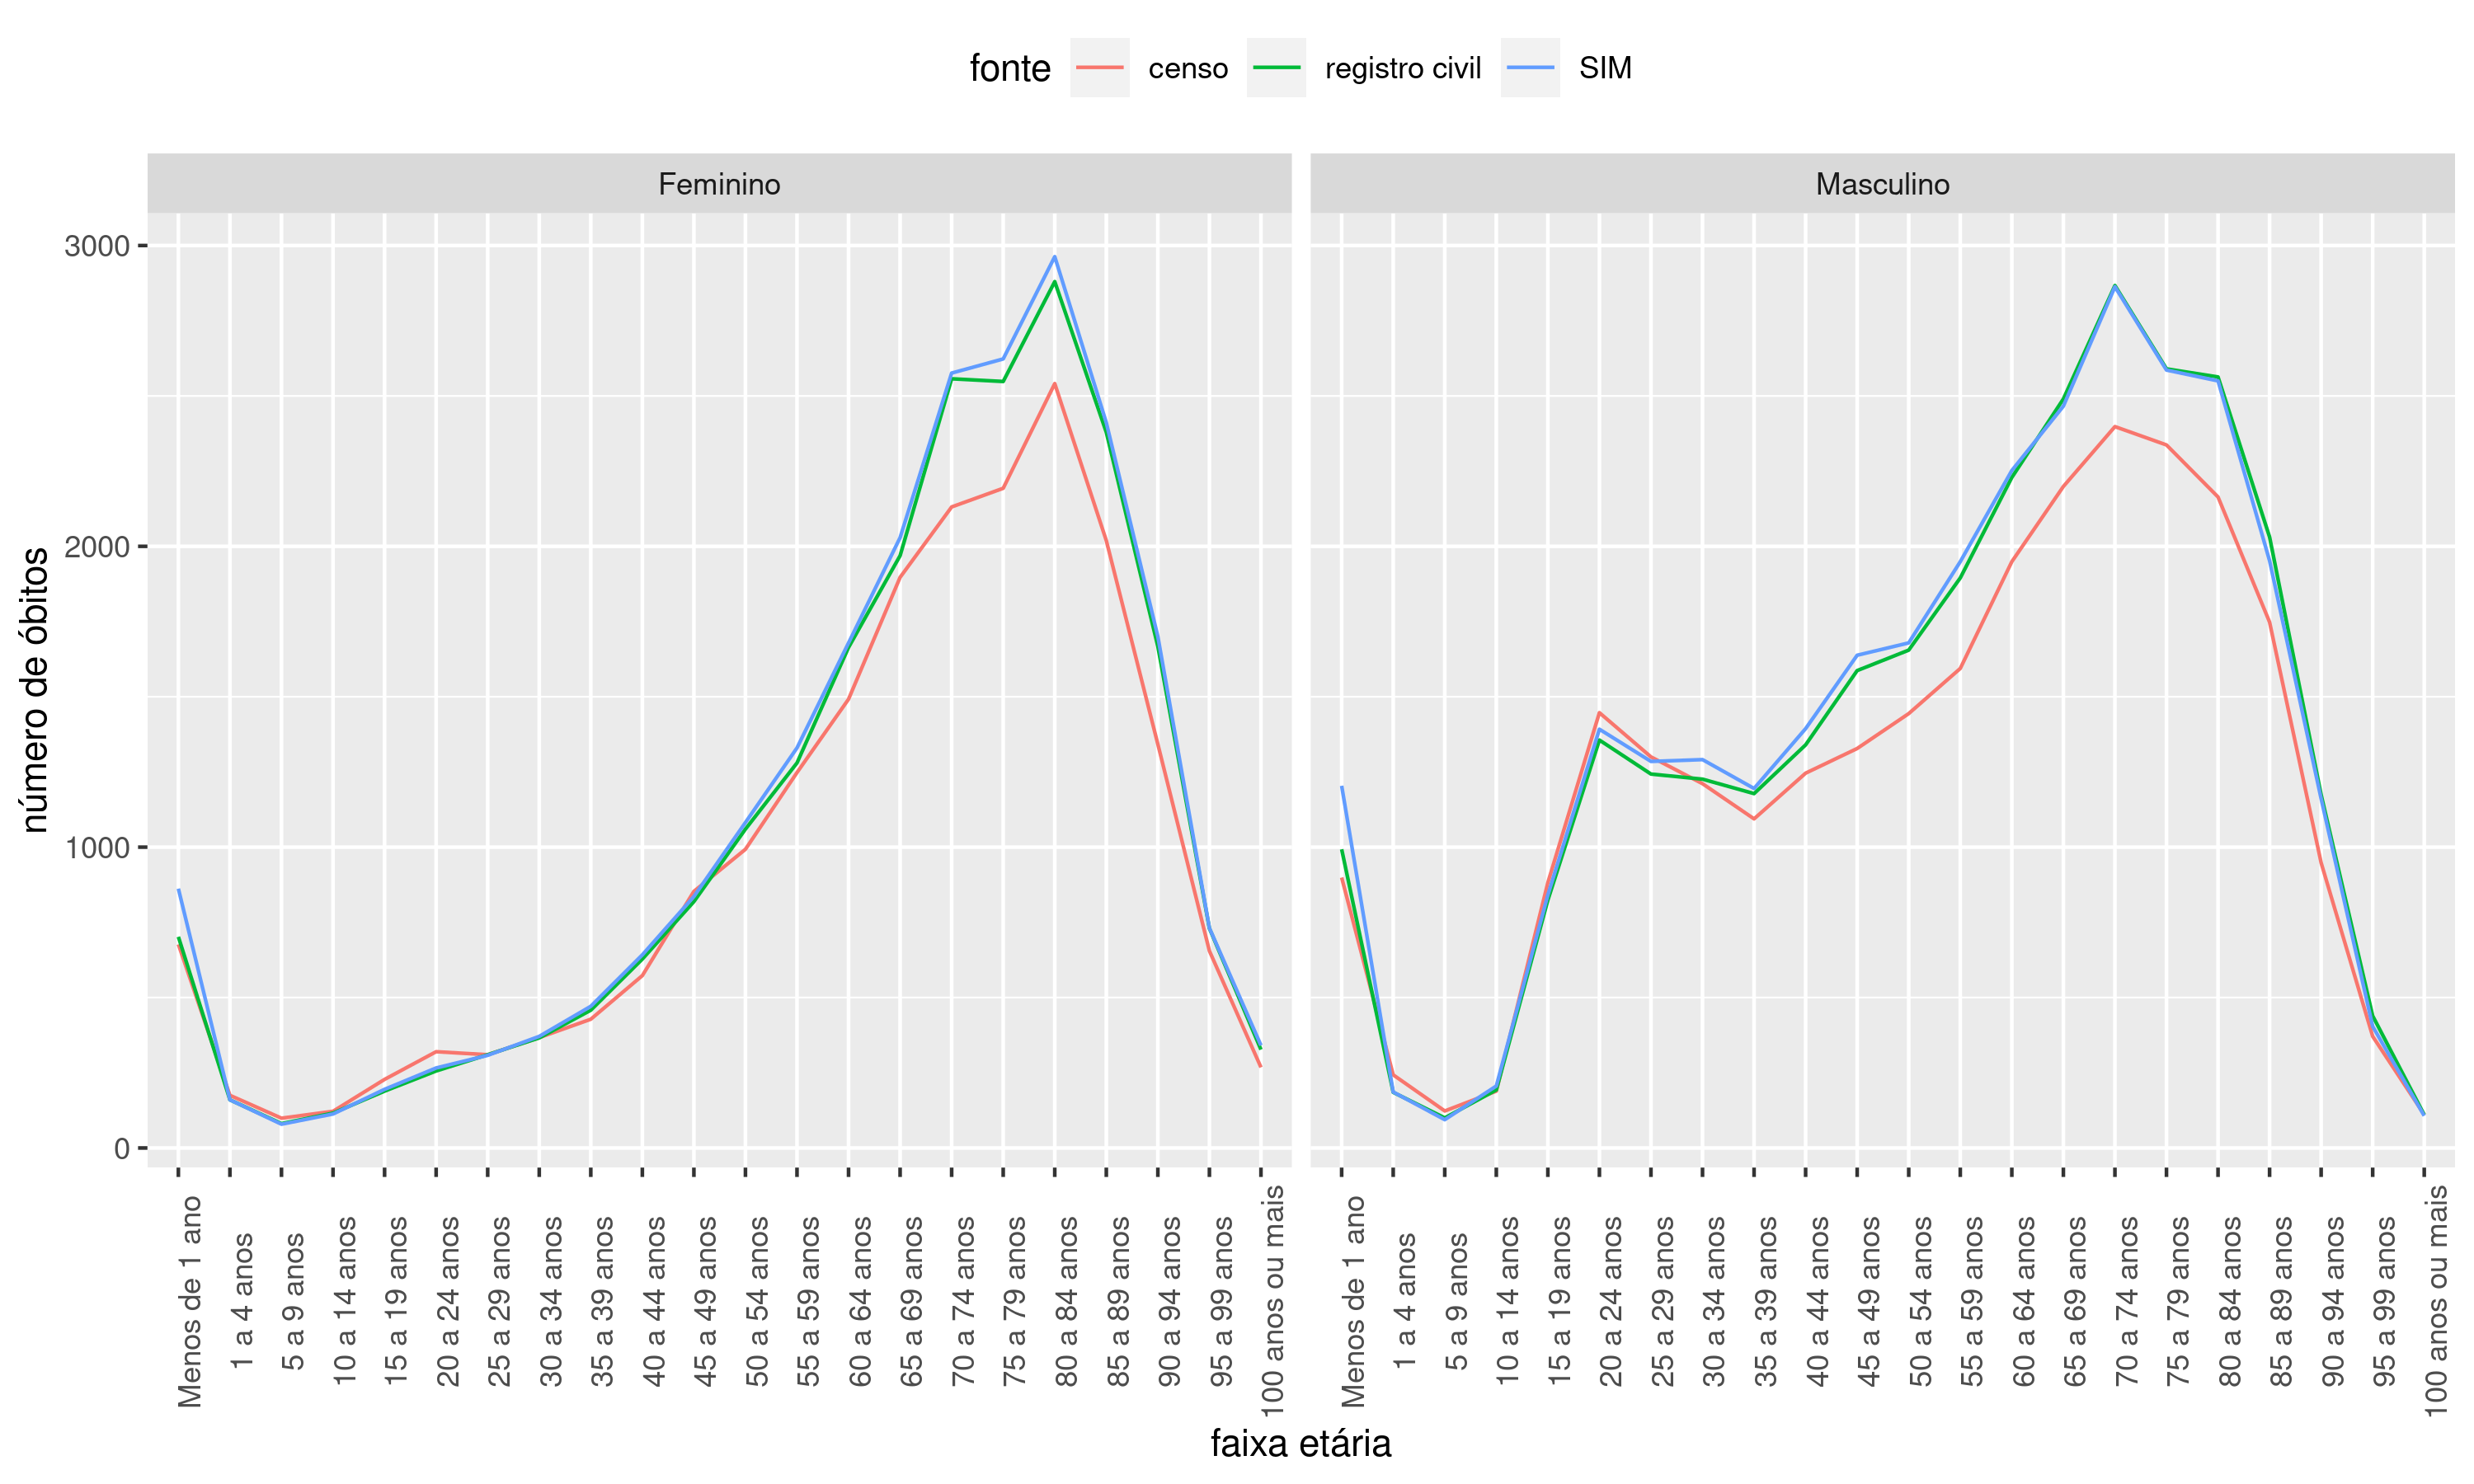 fonte censo registro civil SIM
Feminino Masculino
número de óbitos
3000
2000
1000
0
Menos de 1 ano
1 a 4 anos
5 a 9 anos
10 a 14 anos
15 a 19 anos
20 a 24 anos
25 a 29 anos
30 a 34 anos
35 a 39 anos
40 a 44 anos
45 a 49 anos
50 a 54 anos
55 a 59 anos
60 a 64 anos
65 a 69 anos
70 a 74 anos
75 a 79 anos
80 a 84 anos
85 a 89 anos
90 a 94 anos
95 a 99 anos
100 anos ou mais
Menos de 1 ano
1 a 4 anos
5 a 9 anos
10 a 14 anos
15 a 19 anos
20 a 24 anos
25 a 29 anos
30 a 34 anos
35 a 39 anos
40 a 44 anos
45 a 49 anos
50 a 54 anos
55 a 59 anos
60 a 64 anos
65 a 69 anos
70 a 74 anos
75 a 79 anos
80 a 84 anos
85 a 89 anos
90 a 94 anos
95 a 99 anos
100 anos ou mais
faixa etária